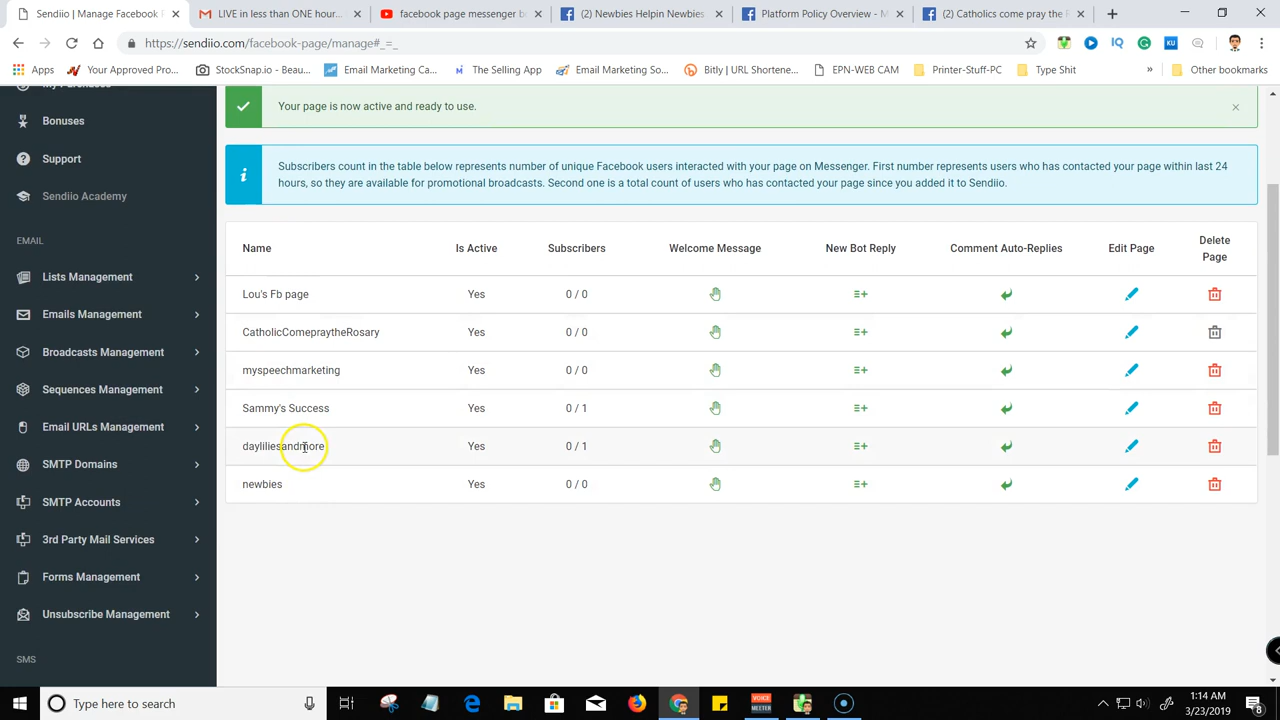 Sendiio | Manage Facebook F
LIVE in less than ONE hour...
facebook page messenger b
(2) Newbies Helpin Newbies
Platform Policy Overview - M
(2) Catholics come pray the R
https://sendiio.com/facebook-page/manage#_=_
Apps
Your Approved Pro...
StockSnap.io - Beau...
Email Marketing Ca...
The Selling App
Email Marketing So...
Bitly | URL Shortene...
EPN-WEB CAM
Printer-Stuff-PC
Type Shit
»
Other bookmarks
My Purchases
Bonuses
Support
Sendiio Academy
EMAIL
Lists Management
Emails Management
Broadcasts Management
Sequences Management
Email URLs Management
SMTP Domains
SMTP Accounts
3rd Party Mail Services
Forms Management
Unsubscribe Management
SMS
Your page is now active and ready to use.
Subscribers count in the table below represents number of unique Facebook users interacted with your page on Messenger. First number represents users who has contacted your page within last 24
hours, so they are available for promotional broadcasts. Second one is a total count of users who has contacted your page since you added it to Sendiio.
Name Is Active Subscribers Welcome Message New Bot Reply Comment Auto-Replies Edit Page Delete Page
Lou's Fb page Yes 0 / 0
CatholicComepraytheRosary Yes 0 / 0
myspeechmarketing Yes 0 / 0
Sammy's Success Yes 0 / 1
dayliliesandmore Yes 0 / 1
newbies Yes 0 / 0
Type here to search
VOICE
MEETER
1:14 AM
3/23/2019
8